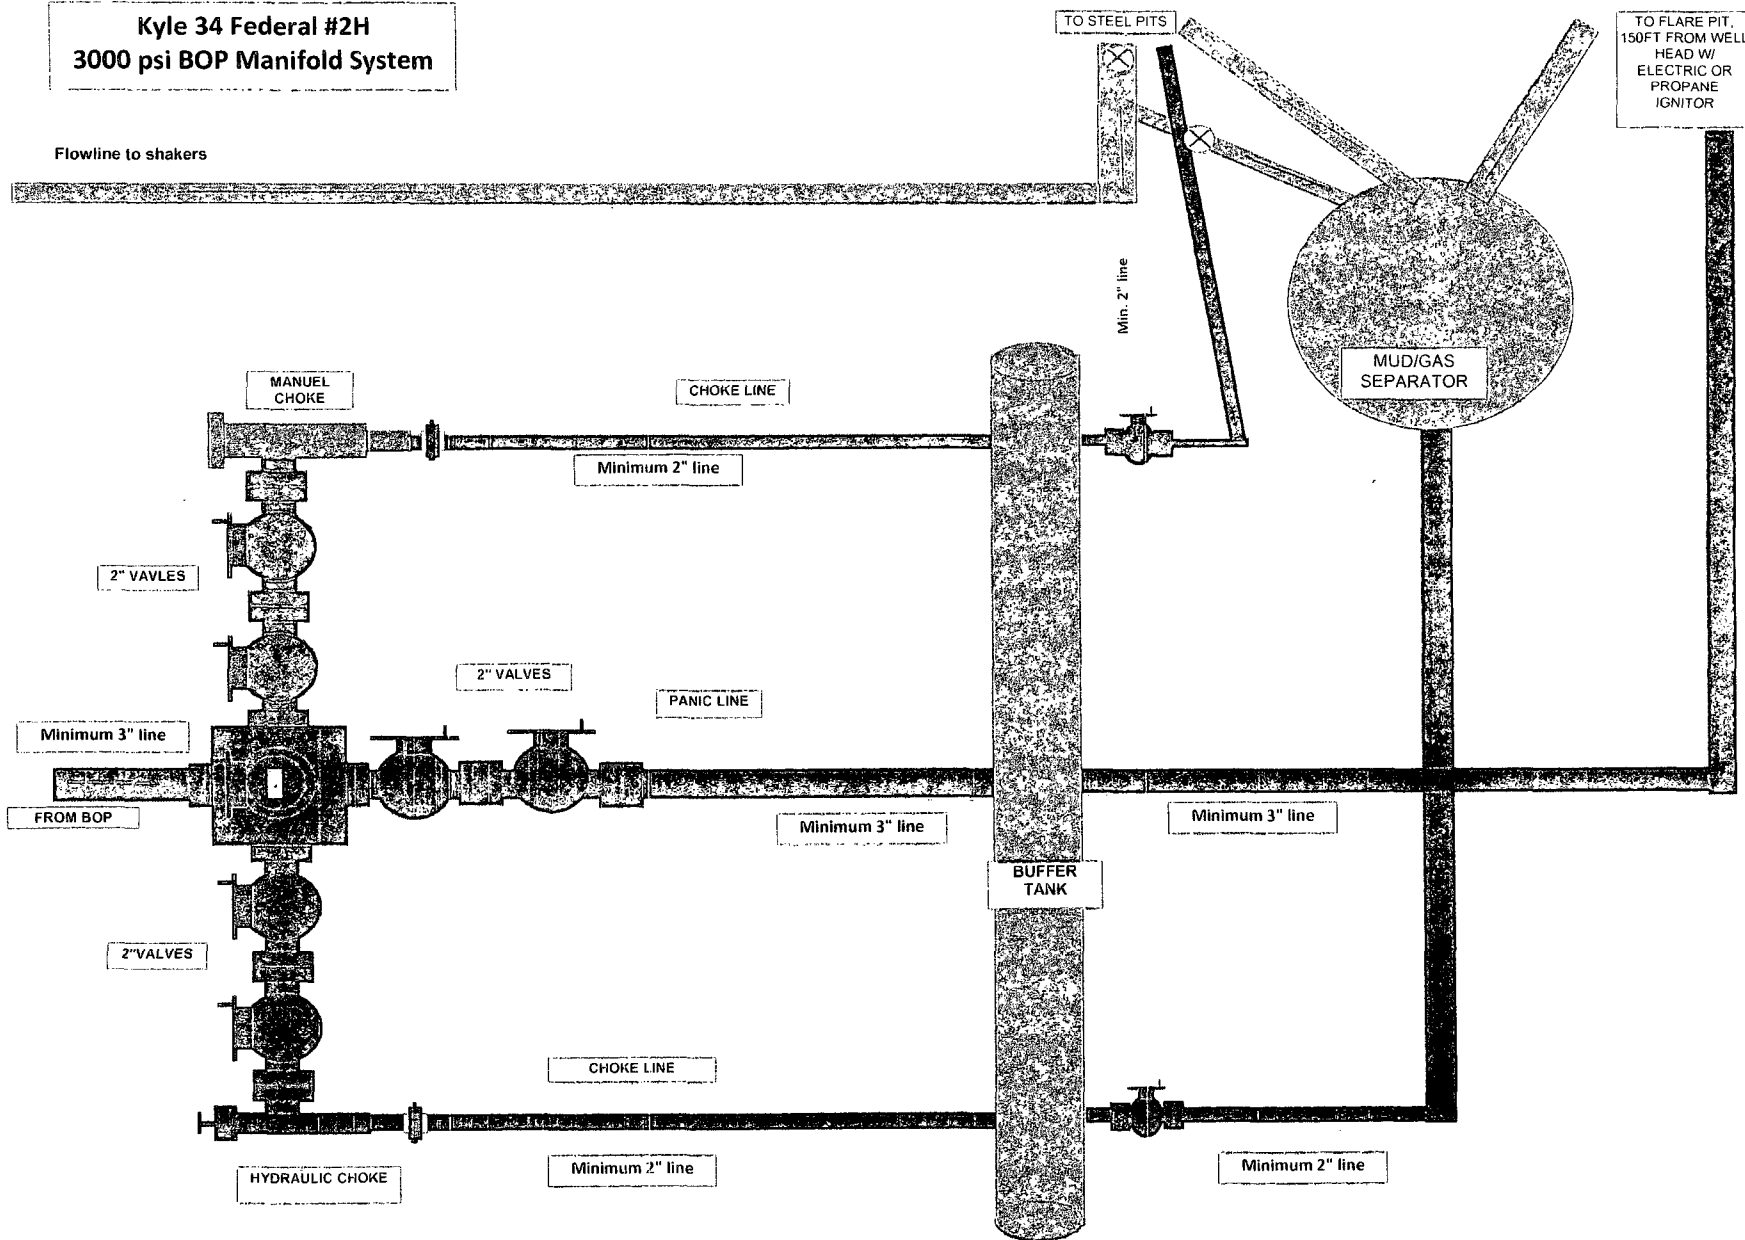 Kyle 34 Federal #2H
3000 psi BOP Manifold System
TO STEEL PITS
TO FLARE PIT,
150FT FROM WELL
HEAD W/
ELECTRIC OR
PROPANE
IGNITOR
Flowline to shakers
Min. 2" line
MUD/GAS
SEPARATOR
MANUEL
CHOKE
CHOKE LINE
Minimum 2" line
2" VAVLES
2" VALVES
PANIC LINE
Minimum 3" line
FROM BOP
Minimum 3" line
Minimum 3" line
BUFFER
TANK
2"VALVES
CHOKE LINE
HYDRAULIC CHOKE
Minimum 2" line
Minimum 2" line